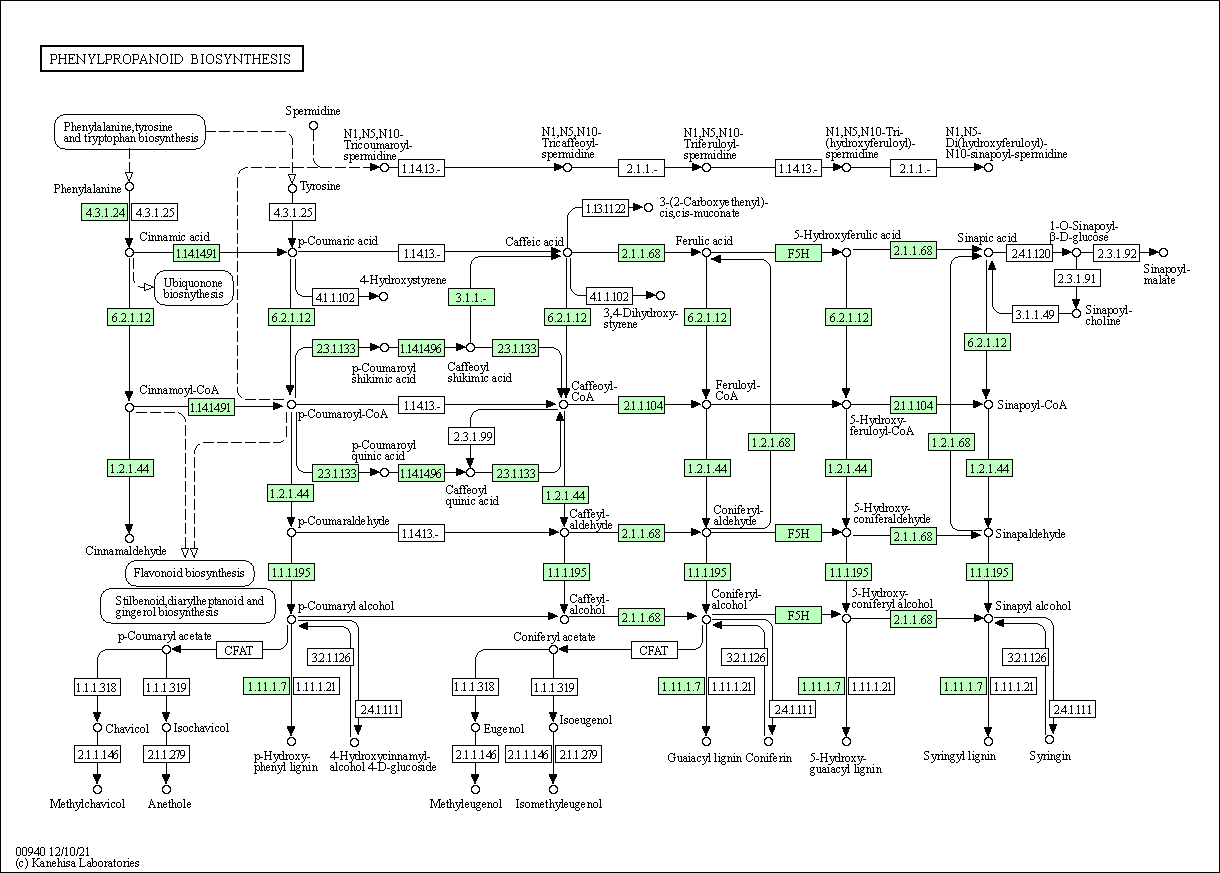 PHENYLPROPANOID BIOSYNTHESIS
Spermidine
Phenylalanine,tyrosine
and tryptophan biosynthesis
N1,N5,N10-
Tricoumaroyl-
spermidine
N1,N5,N10-
Tricaffeoyl-
spermidine
N1,N5,N10-
Triferuloyl-
spermidine
N1,N5,N10-Tri-
(hydroxyferuloyl)-
spermidine
N1,N5-
Di(hydroxyferuloyl)-
N10-sinapoyl-spermidine
1.14.13.-
2.1.1.-
1.14.13.-
2.1.1.-
Phenylalanine
Tyrosine
4.3.1.24
4.3.1.25
4.3.1.25
1.13.11.22
3-(2-Carboxyethenyl)-
cis,cis-muconate
Cinnamic acid
p-Coumaric acid
Caffeic acid
Ferulic acid
5-Hydroxyferulic acid
Sinapic acid
1-O-Sinapoyl-
β-D-glucose
1.14.14.91
1.14.13.-
2.1.1.68
F5H
2.1.1.68
2.4.1.120
2.3.1.92
Sinapoyl-
malate
Ubiquonone
biosnythesis
4-Hydroxystyrene
4.1.1.102
3.1.1.-
4.1.1.102
3,4-Dihydroxy-
styrene
2.3.1.91
3.1.1.49
Sinapoyl-
choline
6.2.1.12
6.2.1.12
6.2.1.12
6.2.1.12
6.2.1.12
6.2.1.12
2.3.1.133
1.14.14.96
2.3.1.133
p-Coumaroyl
shikimic acid
Caffeoyl
shikimic acid
Cinnamoyl-CoA
1.14.14.91
p-Coumaroyl-CoA
1.14.13.-
Caffeoyl-
CoA
2.1.1.104
Feruloyl-
CoA
5-Hydroxy-
feruloyl-CoA
2.1.1.104
Sinapoyl-CoA
2.3.1.99
1.2.1.68
1.2.1.68
p-Coumaroyl
quinic acid
2.3.1.133
1.14.14.96
2.3.1.133
Caffeoyl
quinic acid
1.2.1.44
1.2.1.44
1.2.1.44
1.2.1.44
1.2.1.44
1.2.1.44
Cinnamaldehyde
p-Coumaraldehyde
1.14.13.-
Caffeyl-
aldehyde
2.1.1.68
Coniferyl-
aldehyde
F5H
5-Hydroxy-
coniferaldehyde
2.1.1.68
Sinapaldehyde
Flavonoid biosynthesis
Stilbenoid,diarylheptanoid and
gingerol biosynthesis
1.1.1.195
1.1.1.195
1.1.1.195
1.1.1.195
1.1.1.195
p-Coumaryl alcohol
Caffeyl-
alcohol
2.1.1.68
Coniferyl-
alcohol
F5H
5-Hydroxy-
coniferyl alcohol
2.1.1.68
Sinapyl alcohol
p-Coumaryl acetate
CFAT
Coniferyl acetate
CFAT
3.2.1.126
3.2.1.126
3.2.1.126
1.1.1.318
1.1.1.319
1.11.1.7
1.11.1.21
1.1.1.318
1.1.1.319
1.11.1.7
1.11.1.21
1.11.1.7
1.11.1.21
1.11.1.7
1.11.1.21
2.4.1.111
2.4.1.111
2.4.1.111
Chavicol
Isochavicol
Eugenol
Isoeugenol
2.1.1.146
2.1.1.279
2.1.1.146
2.1.1.146
2.1.1.279
p-Hydroxy-
phenyl lignin
4-Hydroxycinnamyl-
alcohol 4-D-glucoside
Guaiacyl lignin
Coniferin
5-Hydroxy-
guaiacyl lignin
Syringyl lignin
Syringin
Methylchavicol
Anethole
Methyleugenol
Isomethyleugenol
00940 12/10/21
(c) Kanehisa Laboratories